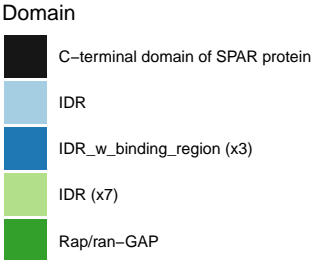 Domain
C−terminal domain of SPAR protein
IDR
IDR_w_binding_region (x3)
IDR (x7)
Rap/ran−GAP